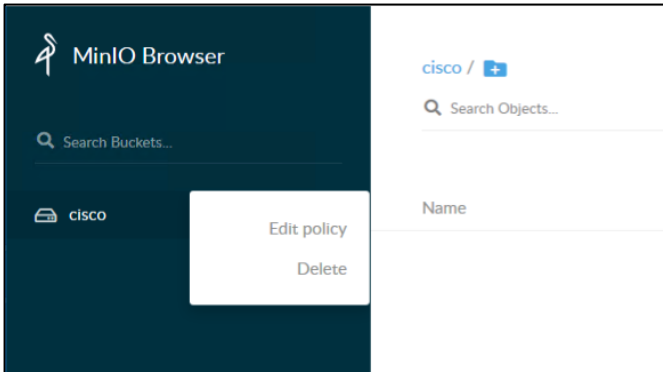 MinIO Browser
Search Buckets...
cisco
Edit policy
Delete
cisco /
Search Objects...
Name